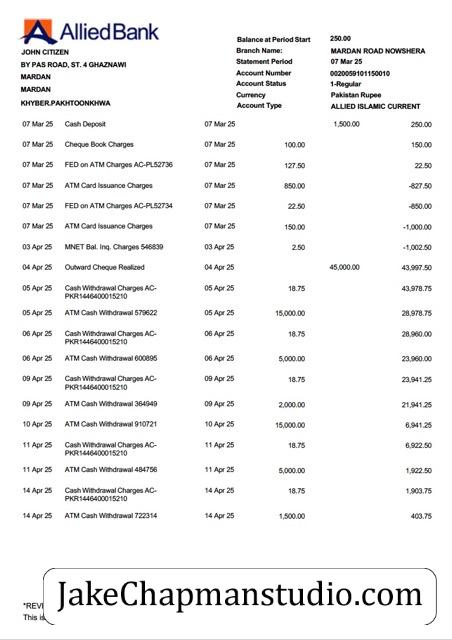 Allied Bank
JOHN CITIZEN
BY PAS ROAD, ST. 4 GHAZNAWI
MARDAN
MARDAN
KHYBER.PAKHTOONKHWA
Balance at Period Start 250.00
Branch Name: MARDAN ROAD NOWSHERA
Statement Period 07 Mar 25
Account Number 0020059101150010
Account Status 1-Regular
Currency Pakistan Rupee
Account Type ALLIED ISLAMIC CURRENT
07 Mar 25 Cash Deposit 07 Mar 25 1,500.00 250.00
07 Mar 25 Cheque Book Charges 07 Mar 25 100.00 150.00
07 Mar 25 FED on ATM Charges AC-PL52736 07 Mar 25 127.50 22.50
07 Mar 25 ATM Card Issuance Charges 07 Mar 25 850.00 -827.50
07 Mar 25 FED on ATM Charges AC-PL52734 07 Mar 25 22.50 -850.00
07 Mar 25 ATM Card Issuance Charges 07 Mar 25 150.00 -1,000.00
03 Apr 25 MNET Bal. Inq. Charges 546839 03 Apr 25 2.50 -1,002.50
04 Apr 25 Outward Cheque Realized 04 Apr 25 45,000.00 43,997.50
05 Apr 25 Cash Withdrawal Charges AC- 05 Apr 25 18.75 43,978.75
PKR1446400015210
05 Apr 25 ATM Cash Withdrawal 579622 05 Apr 25 15,000.00 28,978.75
06 Apr 25 Cash Withdrawal Charges AC- 06 Apr 25 18.75 28,960.00
PKR1446400015210
06 Apr 25 ATM Cash Withdrawal 600895 06 Apr 25 5,000.00 23,960.00
09 Apr 25 Cash Withdrawal Charges AC- 09 Apr 25 18.75 23,941.25
PKR1446400015210
09 Apr 25 ATM Cash Withdrawal 364949 09 Apr 25 2,000.00 21,941.25
10 Apr 25 ATM Cash Withdrawal 910721 10 Apr 25 15,000.00 6,941.25
11 Apr 25 Cash Withdrawal Charges AC- 11 Apr 25 18.75 6,922.50
PKR1446400015210
11 Apr 25 ATM Cash Withdrawal 484756 11 Apr 25 5,000.00 1,922.50
14 Apr 25 Cash Withdrawal Charges AC- 14 Apr 25 18.75 1,903.75
PKR1446400015210
14 Apr 25 ATM Cash Withdrawal 722314 14 Apr 25 1,500.00 403.75
JakeChapmanstudio.com
This is